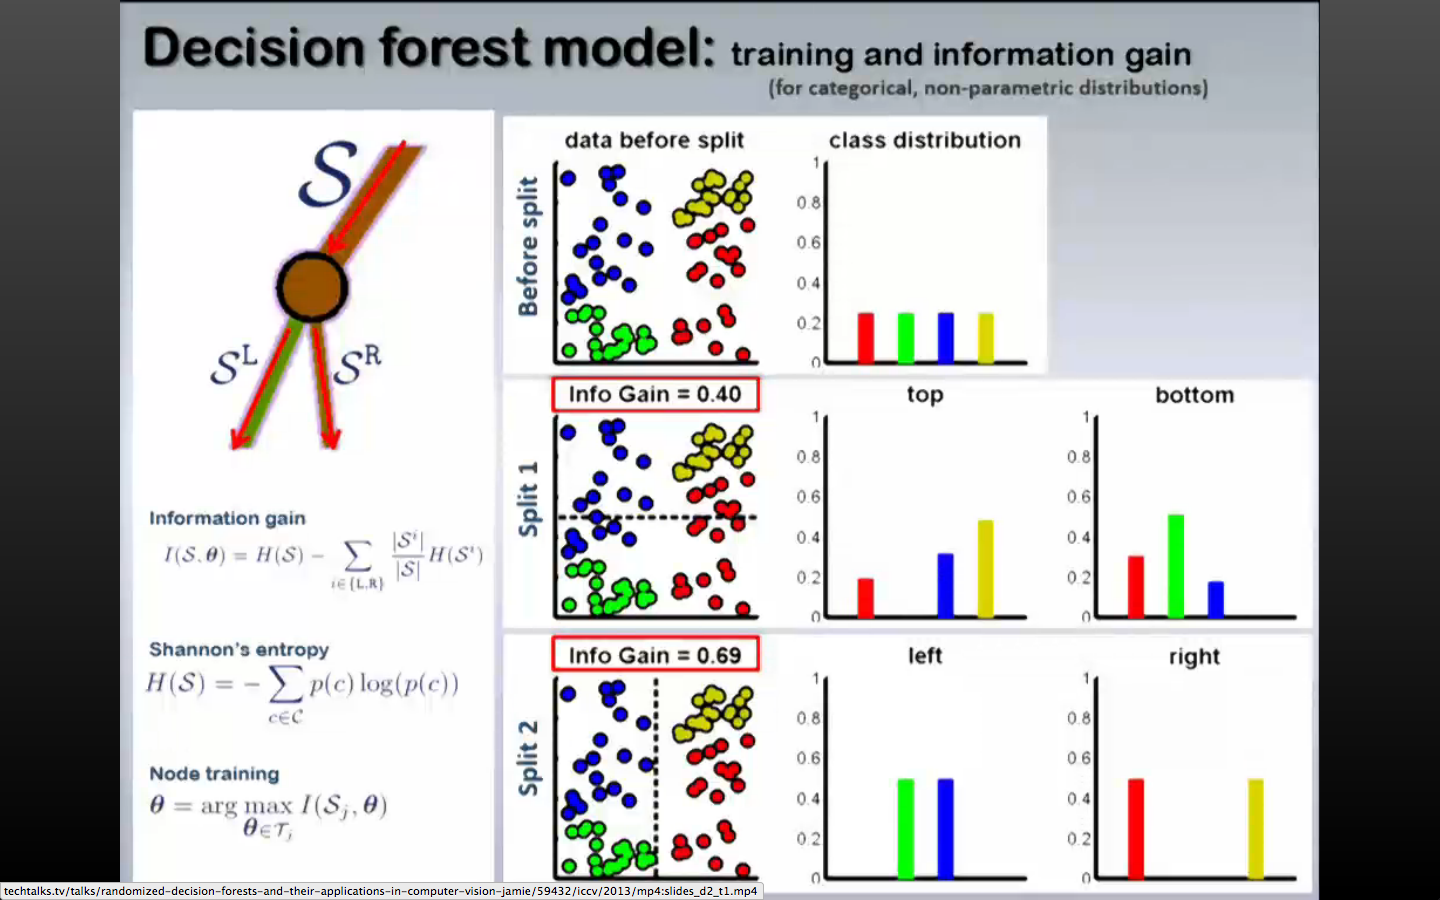 Decision forest model: training and information gain
(for categorical, non-parametric distributions)
S
S^L
S^R
Information gain
I(S, θ) = H(S) − ∑_{i∈{L,R}} |S^i|/|S| H(S^i)
Shannon's entropy
H(S) = − ∑_{c∈C} p(c) log(p(c))
Node training
θ = arg max_{θ∈T_j} I(S_j, θ)
Before split
data before split
class distribution
1
0.8
0.6
0.4
0.2
0
Split 1
Info Gain = 0.40
top
1
0.8
0.6
0.4
0.2
0
bottom
1
0.8
0.6
0.4
0.2
0
Split 2
Info Gain = 0.69
left
1
0.8
0.6
0.4
0.2
0
right
1
0.8
0.6
0.4
0.2
0
techtalks.tv/talks/randomized-decision-forests-and-their-applications-in-computer-vision-jamie/59432/iccv/2013/mp4:slides_d2_t1.mp4